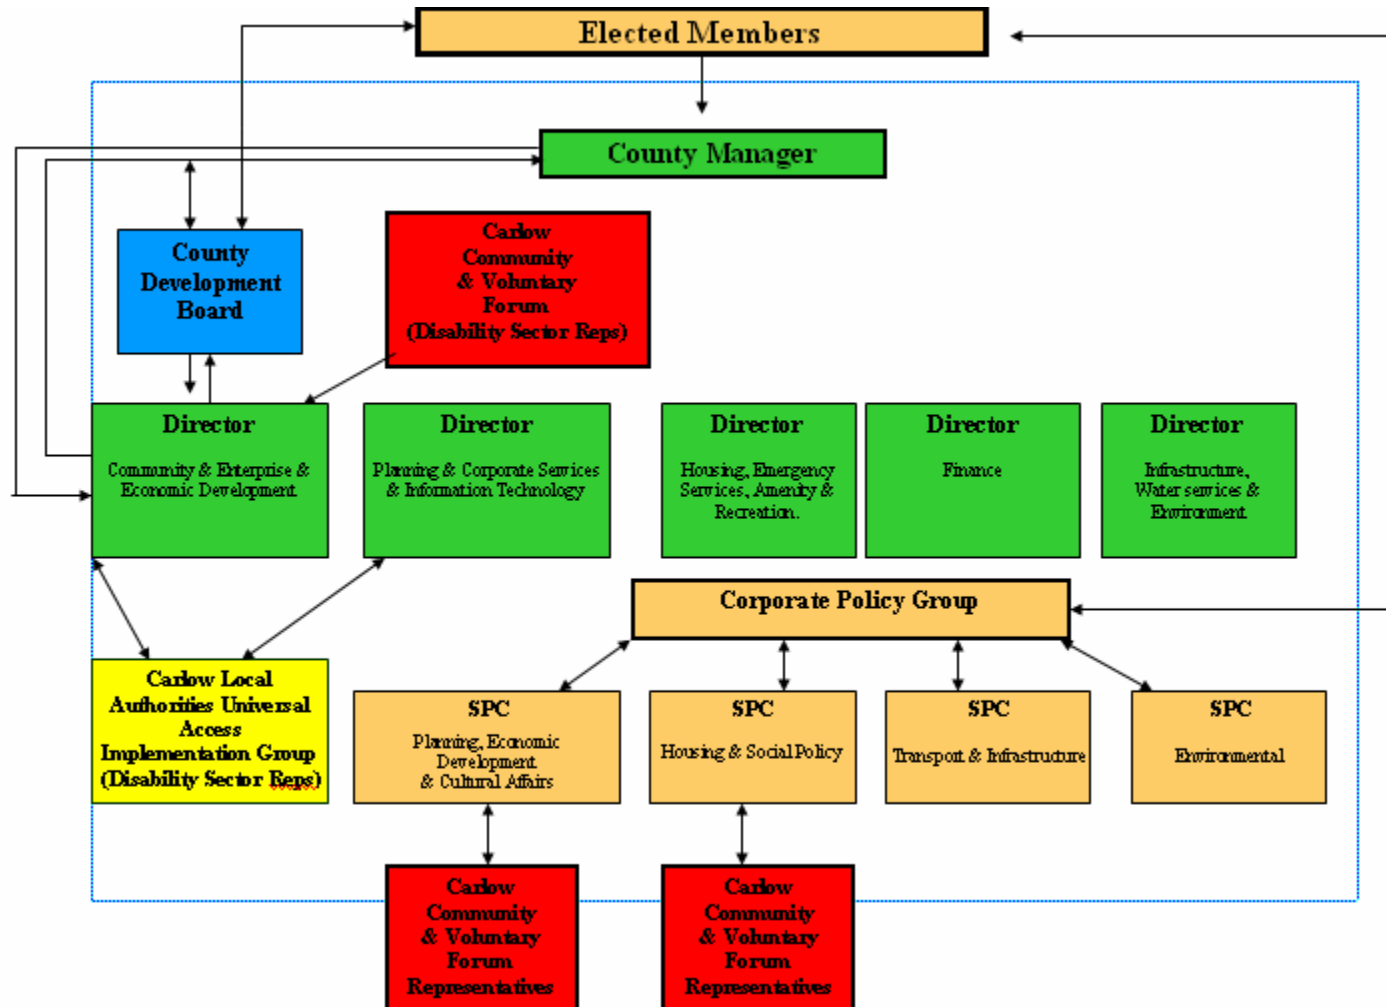 Elected Members
County Manager
County
Development
Board
Carlow
Community
& Voluntary
Forum
(Disability Sector Reps)
Director
Community & Enterprise &
Economic Development
Director
Planning & Corporate Services
& Information Technology
Director
Housing, Emergency
Services, Amenity &
Recreation.
Director
Finance
Director
Infrastructure,
Water services &
Environment
Corporate Policy Group
Carlow Local
Authorities Universal
Access
Implementation Group
(Disability Sector Reps)
SPC
Planning, Economic
Development
& Cultural Affairs
SPC
Housing & Social Policy
SPC
Transport & Infrastructure
SPC
Environmental
Carlow
Community
& Voluntary
Forum
Representatives
Carlow
Community
& Voluntary
Forum
Representatives